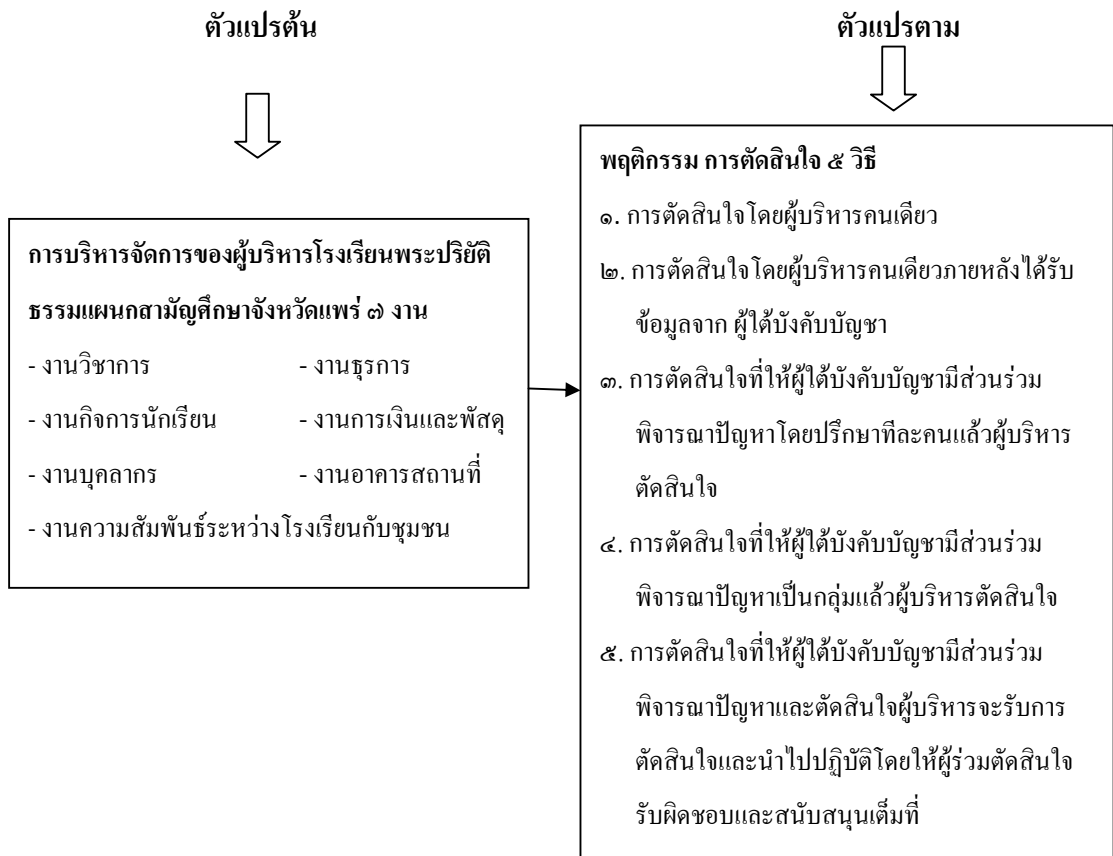 ตัวแปรต้น
ตัวแปรตาม
การบริหารจัดการของผู้บริหารโรงเรียนพระปริยัติ
ธรรมแผนกสามัญศึกษาจังหวัดแพร่ ๗ งาน
- งานวิชาการ - งานธุรการ
- งานกิจการนักเรียน - งานการเงินและพัสดุ
- งานบุคลากร - งานอาคารสถานที่
- งานความสัมพันธ์ระหว่างโรงเรียนกับชุมชน
พฤติกรรม การตัดสินใจ ๕ วิธี
๑. การตัดสินใจโดยผู้บริหารคนเดียว
๒. การตัดสินใจโดยผู้บริหารคนเดียวภายหลังได้รับ
ข้อมูลจาก ผู้ใต้บังคับบัญชา
๓. การตัดสินใจที่ให้ผู้ใต้บังคับบัญชามีส่วนร่วม
พิจารณาปัญหาโดยปรึกษาทีละคนแล้วผู้บริหาร
ตัดสินใจ
๔. การตัดสินใจที่ให้ผู้ใต้บังคับบัญชามีส่วนร่วม
พิจารณาปัญหาเป็นกลุ่มแล้วผู้บริหารตัดสินใจ
๕. การตัดสินใจที่ให้ผู้ใต้บังคับบัญชามีส่วนร่วม
พิจารณาปัญหาและตัดสินใจผู้บริหารจะรับการ
ตัดสินใจและนำไปปฏิบัติโดยให้ผู้ร่วมตัดสินใจ
รับผิดชอบและสนับสนุนเต็มที่